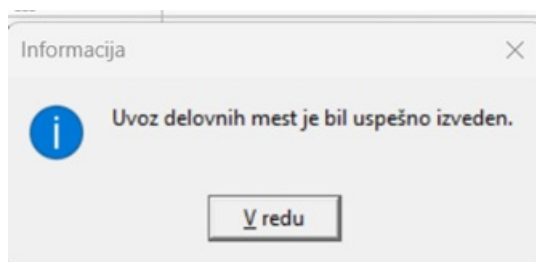 Informacija
Uvoz delovnih mest je bil uspešno izveden.
V redu